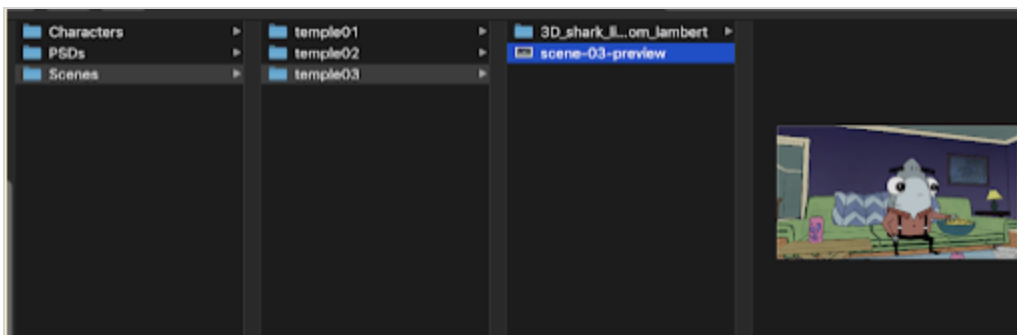 Characters
PSDs
Scenes
temple01
temple02
temple03
3D_shark_li...om_lambert
scene-03-preview